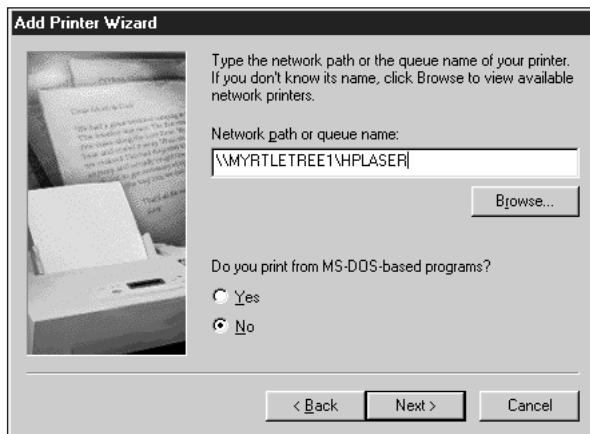 Add Printer Wizard
Type the network path or the queue name of your printer.
If you don't know its name, click Browse to view available
network printers.
Network path or queue name:
\\MYRTLETREE1\HPLASER
Browse...
Do you print from MS-DOS-based programs?
Yes
No
< Back
Next >
Cancel